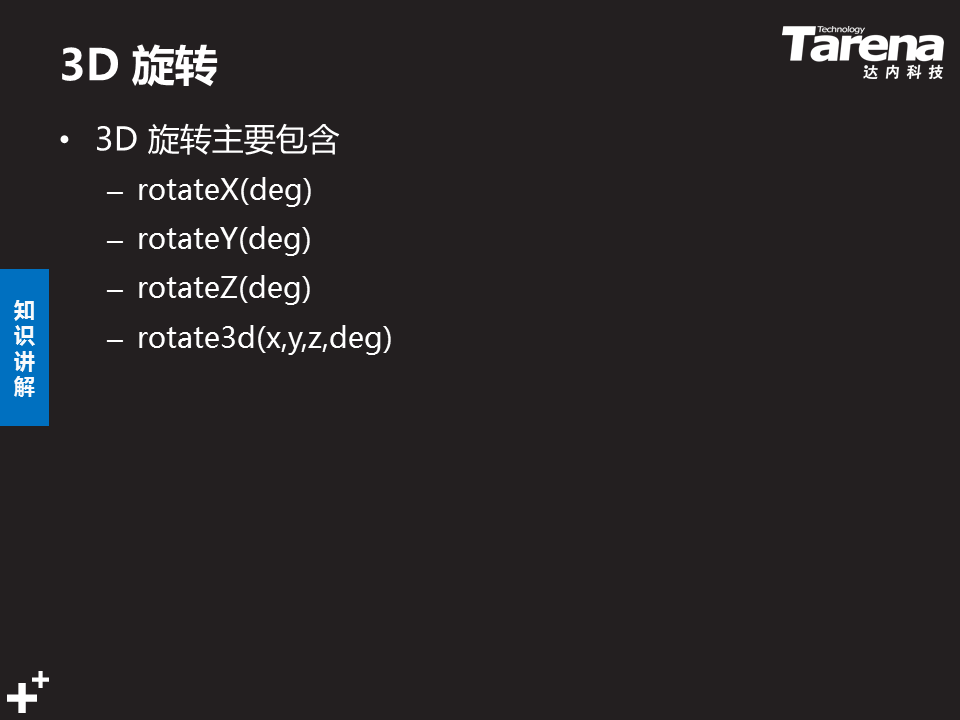 3D 旋转
Technology
Tarena
达内科技
• 3D 旋转主要包含
– rotateX(deg)
– rotateY(deg)
– rotateZ(deg)
– rotate3d(x,y,z,deg)
知
识
讲
解